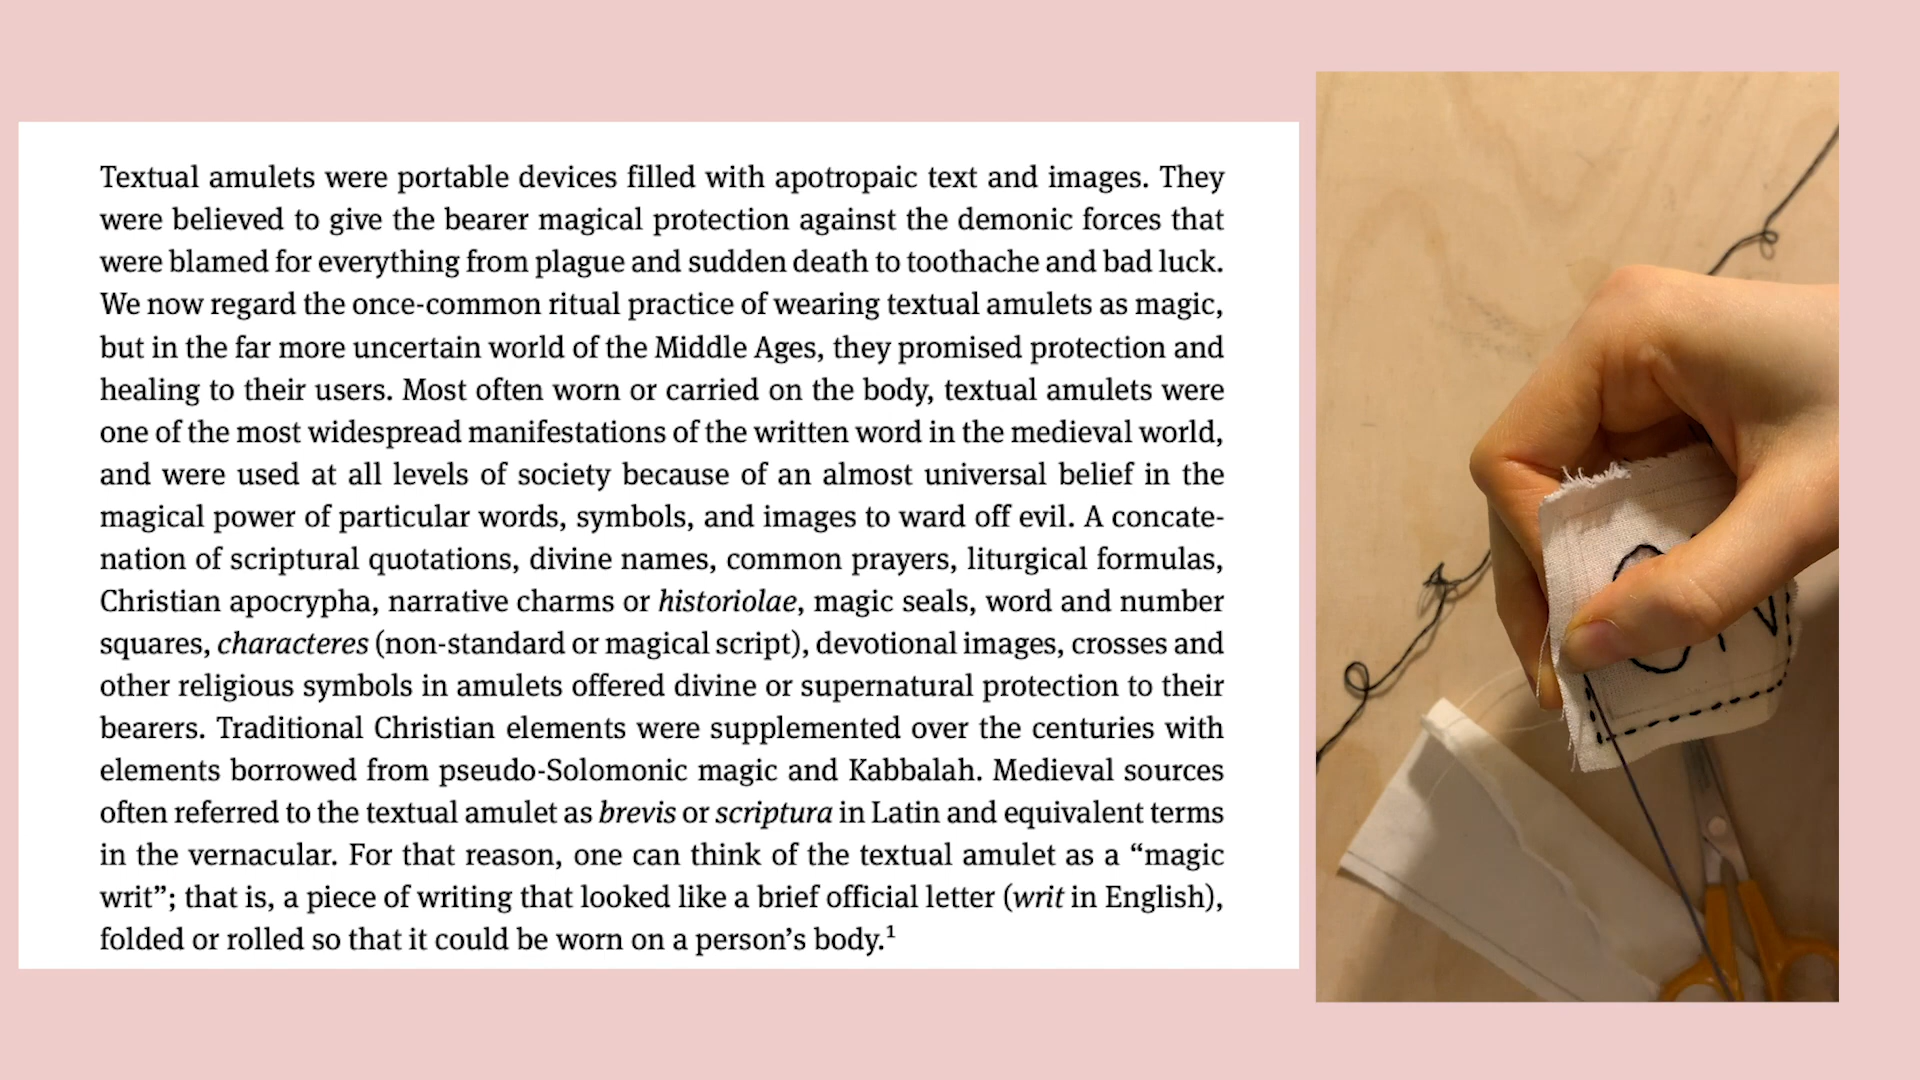 Textual amulets were portable devices filled with apotropaic text and images. They
were believed to give the bearer magical protection against the demonic forces that
were blamed for everything from plague and sudden death to toothache and bad luck.
We now regard the once-common ritual practice of wearing textual amulets as magic,
but in the far more uncertain world of the Middle Ages, they promised protection and
healing to their users. Most often worn or carried on the body, textual amulets were
one of the most widespread manifestations of the written word in the medieval world,
and were used at all levels of society because of an almost universal belief in the
magical power of particular words, symbols, and images to ward off evil. A concate-
nation of scriptural quotations, divine names, common prayers, liturgical formulas,
Christian apocrypha, narrative charms or historiolae, magic seals, word and number
squares, characteres (non-standard or magical script), devotional images, crosses and
other religious symbols in amulets offered divine or supernatural protection to their
bearers. Traditional Christian elements were supplemented over the centuries with
elements borrowed from pseudo-Solomonic magic and Kabbalah. Medieval sources
often referred to the textual amulet as brevis or scriptura in Latin and equivalent terms
in the vernacular. For that reason, one can think of the textual amulet as a “magic
writ”; that is, a piece of writing that looked like a brief official letter (writ in English),
folded or rolled so that it could be worn on a person’s body.¹